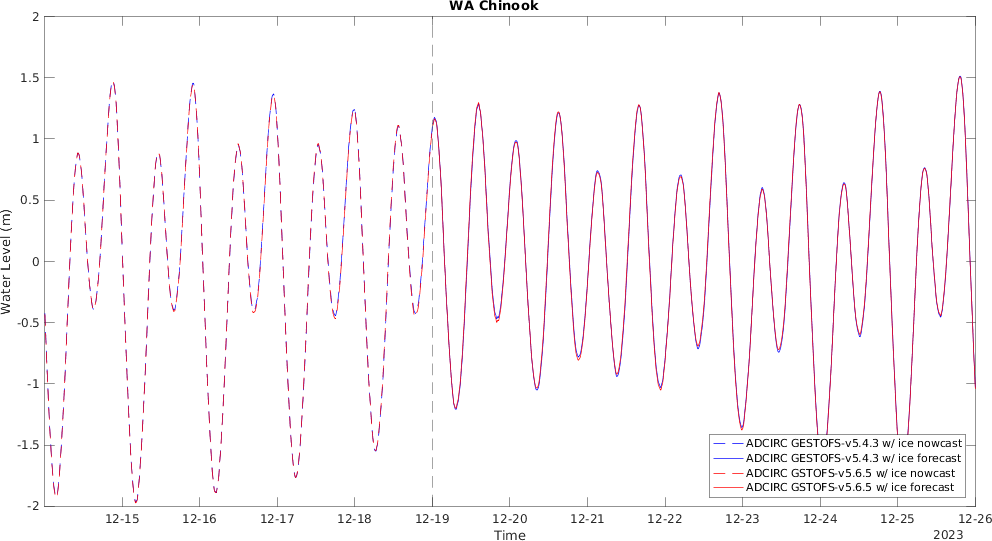 WA Chinook
Water Level (m)
2
1.5
1
0.5
0
-0.5
-1
-1.5
-2
ADCIRC GESTOFS-v5.4.3 w/ ice nowcast
ADCIRC GESTOFS-v5.4.3 w/ ice forecast
ADCIRC GSTOFS-v5.6.5 w/ ice nowcast
ADCIRC GSTOFS-v5.6.5 w/ ice forecast
12-15 12-16 12-17 12-18 12-19 12-20 12-21 12-22 12-23 12-24 12-25 12-26
Time
2023